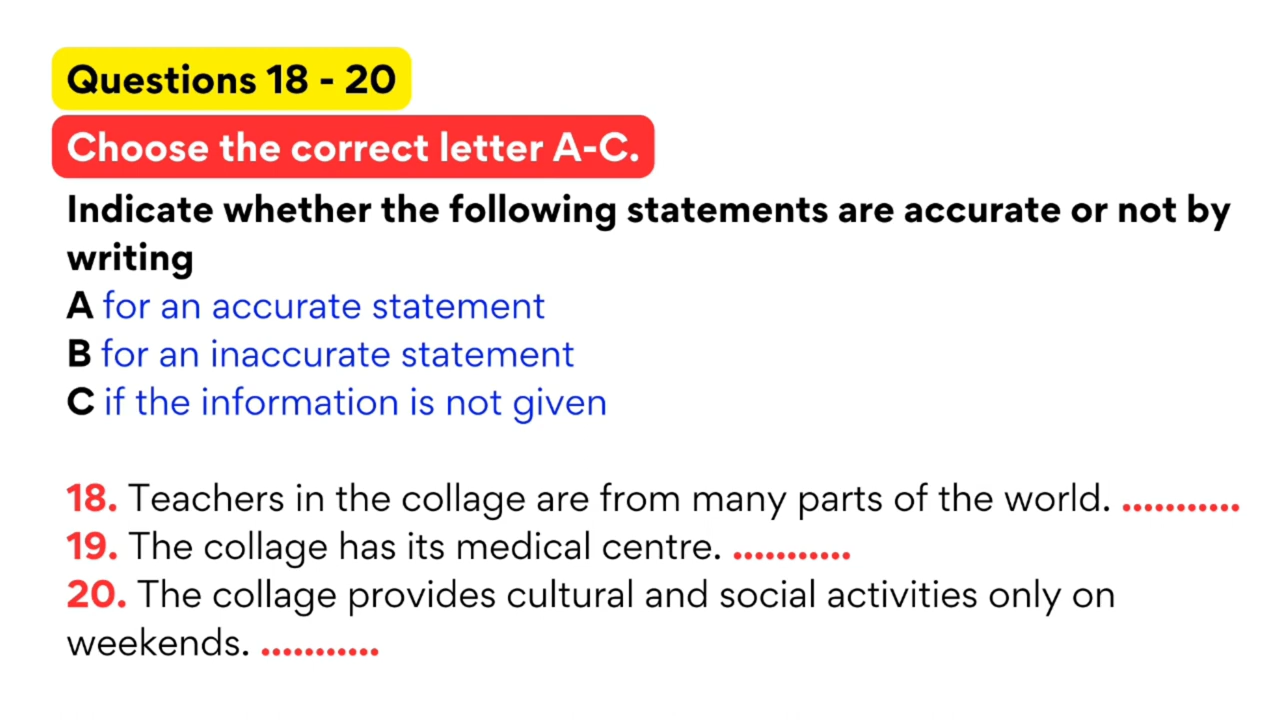 Questions 18 - 20
Choose the correct letter A-C.
Indicate whether the following statements are accurate or not by
writing
A for an accurate statement
B for an inaccurate statement
C if the information is not given
18. Teachers in the collage are from many parts of the world. ...........
19. The collage has its medical centre. ...........
20. The collage provides cultural and social activities only on
weekends. ...........